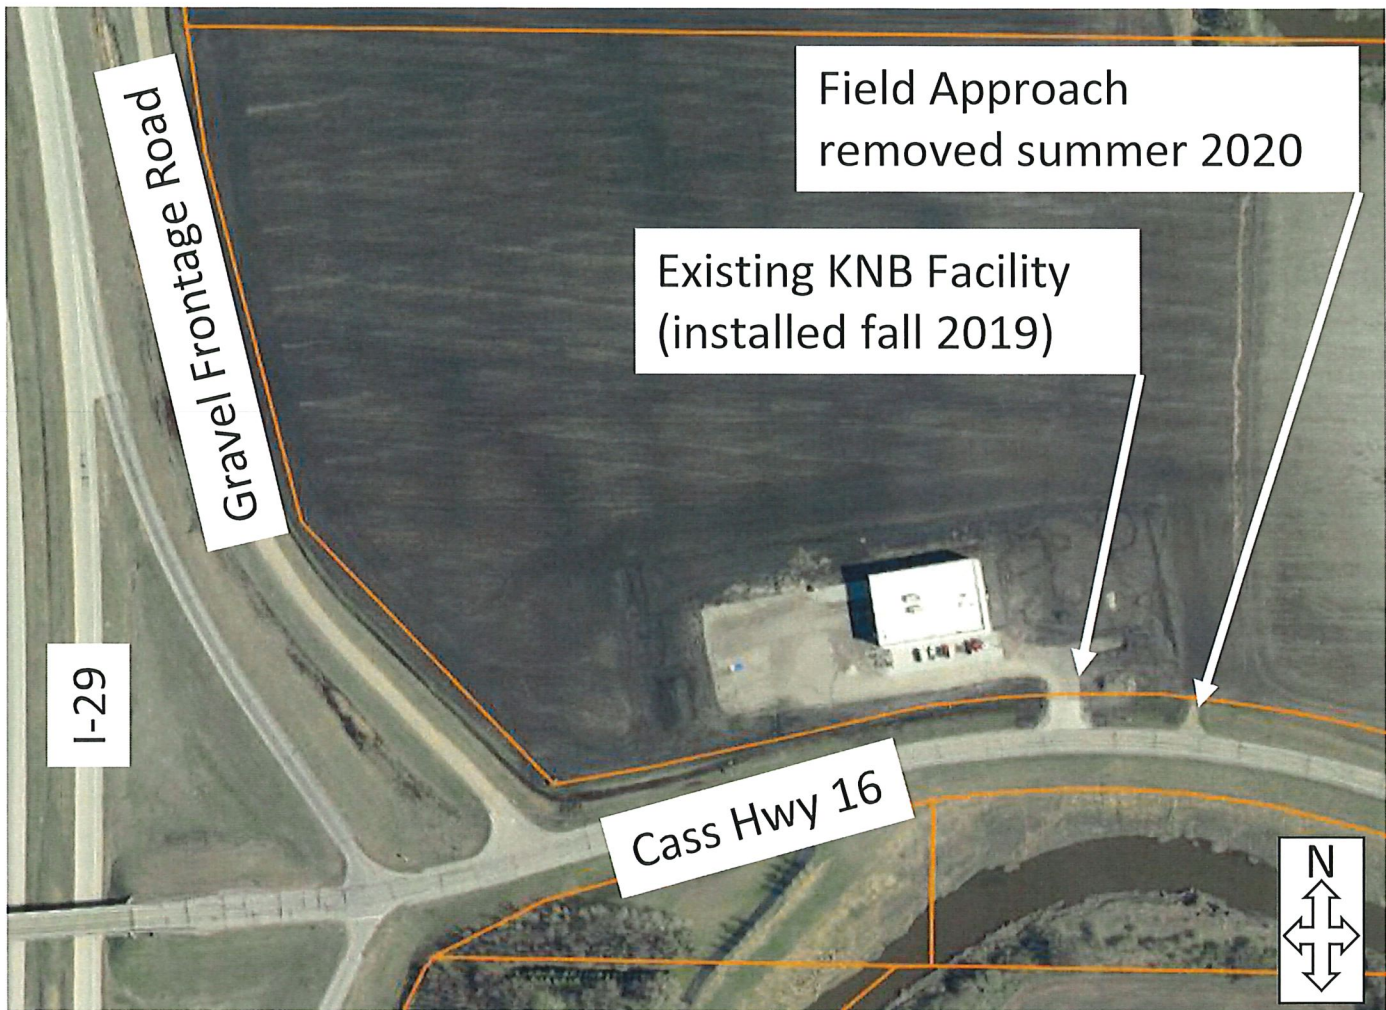 Field Approach
removed summer 2020
Gravel Frontage Road
Existing KNB Facility
(installed fall 2019)
I-29
Cass Hwy 16
N